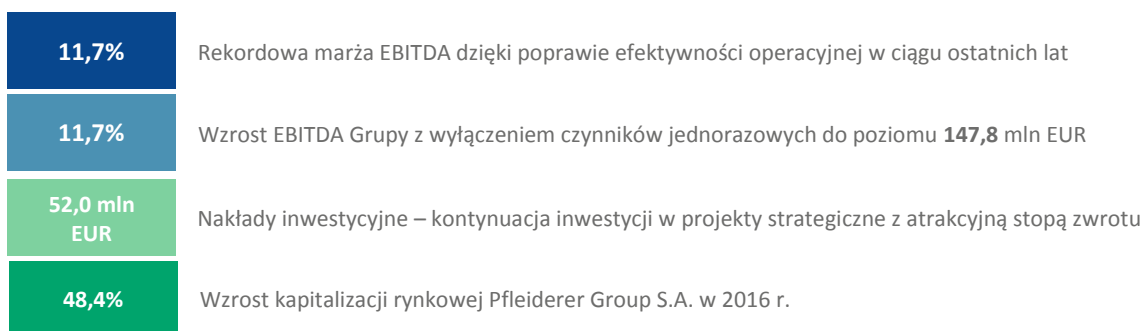 11,7%
Rekordowa marża EBITDA dzięki poprawie efektywności operacyjnej w ciągu ostatnich lat
11,7%
Wzrost EBITDA Grupy z wyłączeniem czynników jednorazowych do poziomu 147,8 mln EUR
52,0 mln
EUR
Nakłady inwestycyjne – kontynuacja inwestycji w projekty strategiczne z atrakcyjną stopą zwrotu
48,4%
Wzrost kapitalizacji rynkowej Pfleiderer Group S.A. w 2016 r.